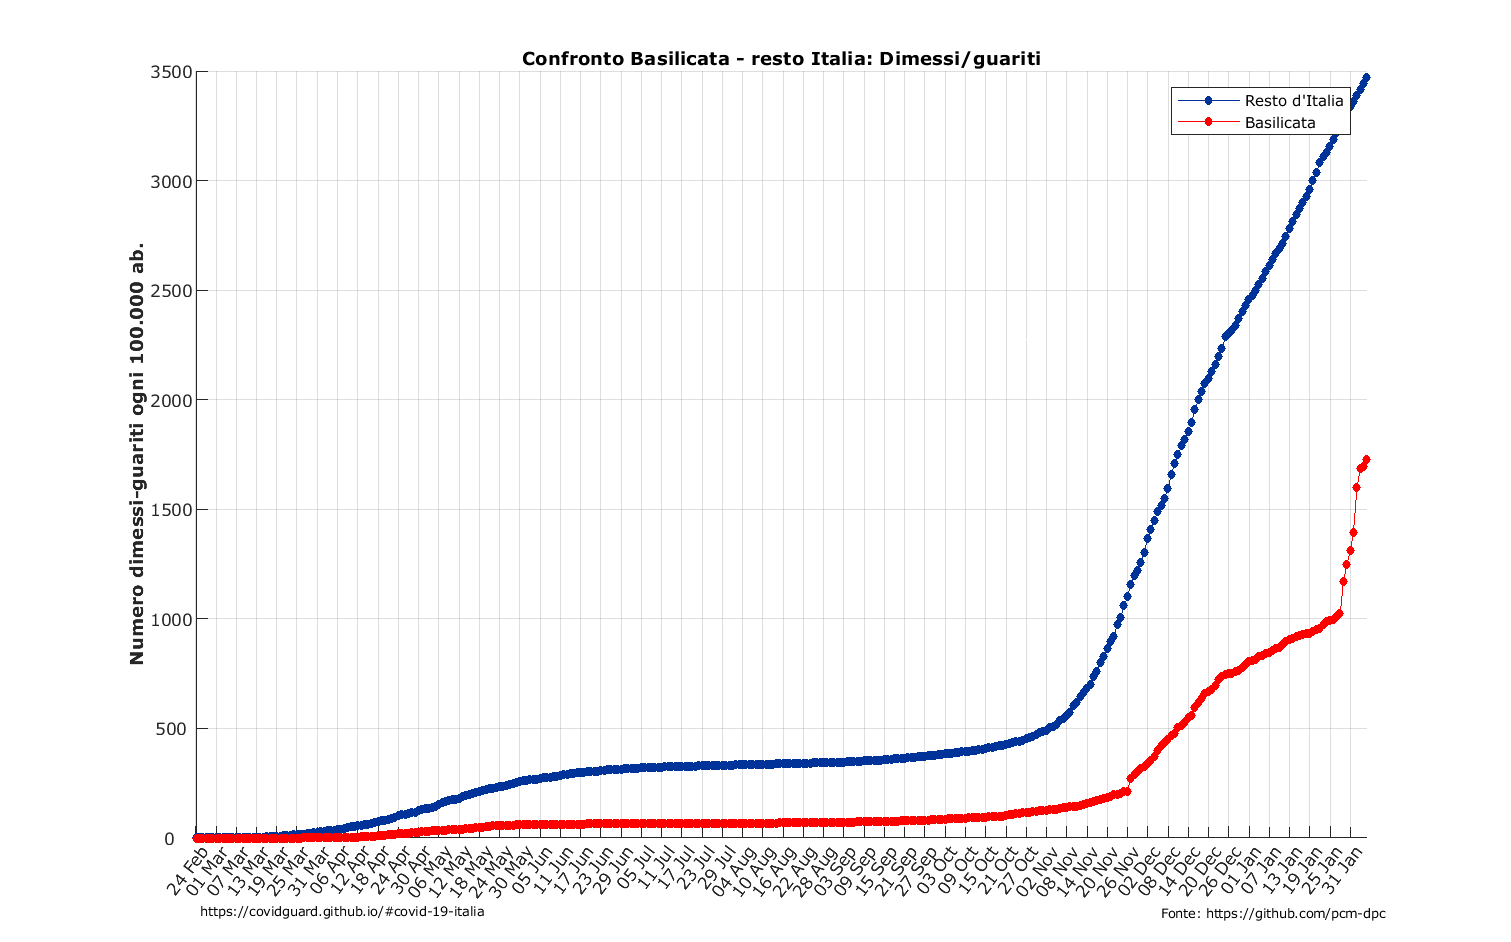 Confronto Basilicata - resto Italia: Dimessi/guariti
Numero dimessi-guariti ogni 100.000 ab.
3500
3000
2500
2000
1500
1000
500
0
Resto d'Italia
Basilicata
24 Feb
01 Mar
07 Mar
13 Mar
19 Mar
25 Mar
31 Mar
06 Apr
12 Apr
18 Apr
24 Apr
30 Apr
06 May
12 May
18 May
24 May
30 May
05 Jun
11 Jun
17 Jun
23 Jun
29 Jun
05 Jul
11 Jul
17 Jul
23 Jul
29 Jul
04 Aug
10 Aug
16 Aug
22 Aug
28 Aug
03 Sep
09 Sep
15 Sep
21 Sep
27 Sep
03 Oct
09 Oct
15 Oct
21 Oct
27 Oct
02 Nov
08 Nov
14 Nov
20 Nov
26 Nov
02 Dec
08 Dec
14 Dec
20 Dec
26 Dec
01 Jan
07 Jan
13 Jan
19 Jan
25 Jan
31 Jan
https://covidguard.github.io/#covid-19-italia
Fonte: https://github.com/pcm-dpc